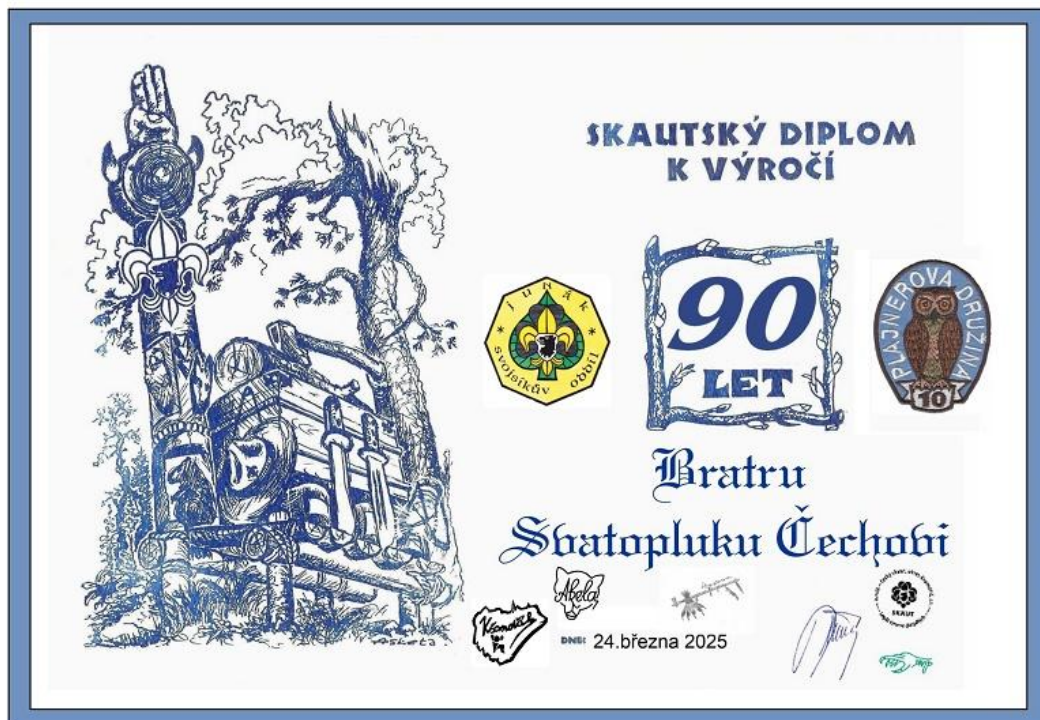 SKAUTSKÝ DIPLOM
K VÝROČÍ
junák
svojsíkův oddíl
90
LET
PLAJNEROVA DRUŽINA
10
Bratru
Svatopluku Čechovi
Abela
DNE: 24.března 2025
SKAUT